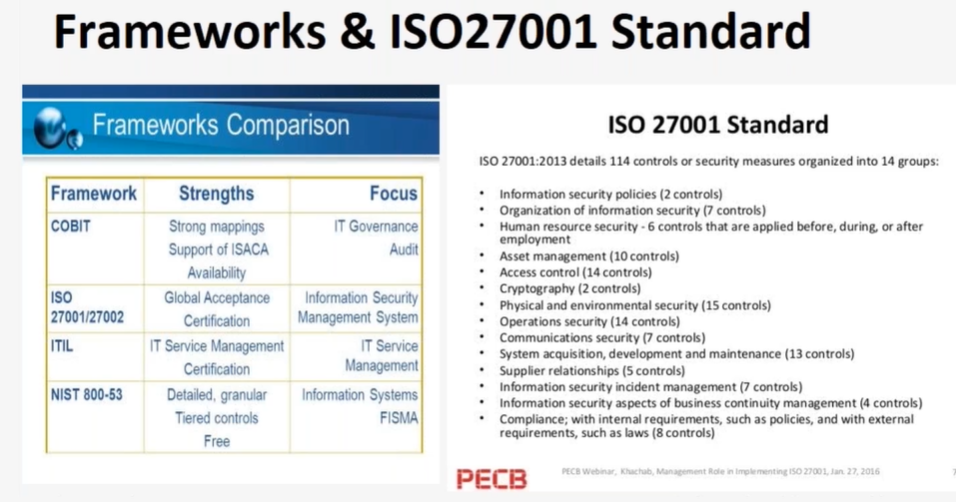 Frameworks & ISO27001 Standard
Frameworks Comparison
Framework Strengths Focus
COBIT Strong mappings IT Governance
Support of ISACA Audit
Availability
ISO Global Acceptance Information Security
27001/27002 Certification Management System
ITIL IT Service Management IT Service
Certification Management
NIST 800-53 Detailed, granular Information Systems
Tiered controls FISMA
Free
ISO 27001 Standard
ISO 27001:2013 details 114 controls or security measures organized into 14 groups:
• Information security policies (2 controls)
• Organization of information security (7 controls)
• Human resource security - 6 controls that are applied before, during, or after
employment
• Asset management (10 controls)
• Access control (14 controls)
• Cryptography (2 controls)
• Physical and environmental security (15 controls)
• Operations security (14 controls)
• Communications security (7 controls)
• System acquisition, development and maintenance (13 controls)
• Supplier relationships (5 controls)
• Information security incident management (7 controls)
• Information security aspects of business continuity management (4 controls)
• Compliance; with internal requirements, such as policies, and with external
requirements, such as laws (8 controls)
PECB
PECB Webinar, Khachab, Management Role in Implementing ISO 27001, Jan. 27, 2016
7